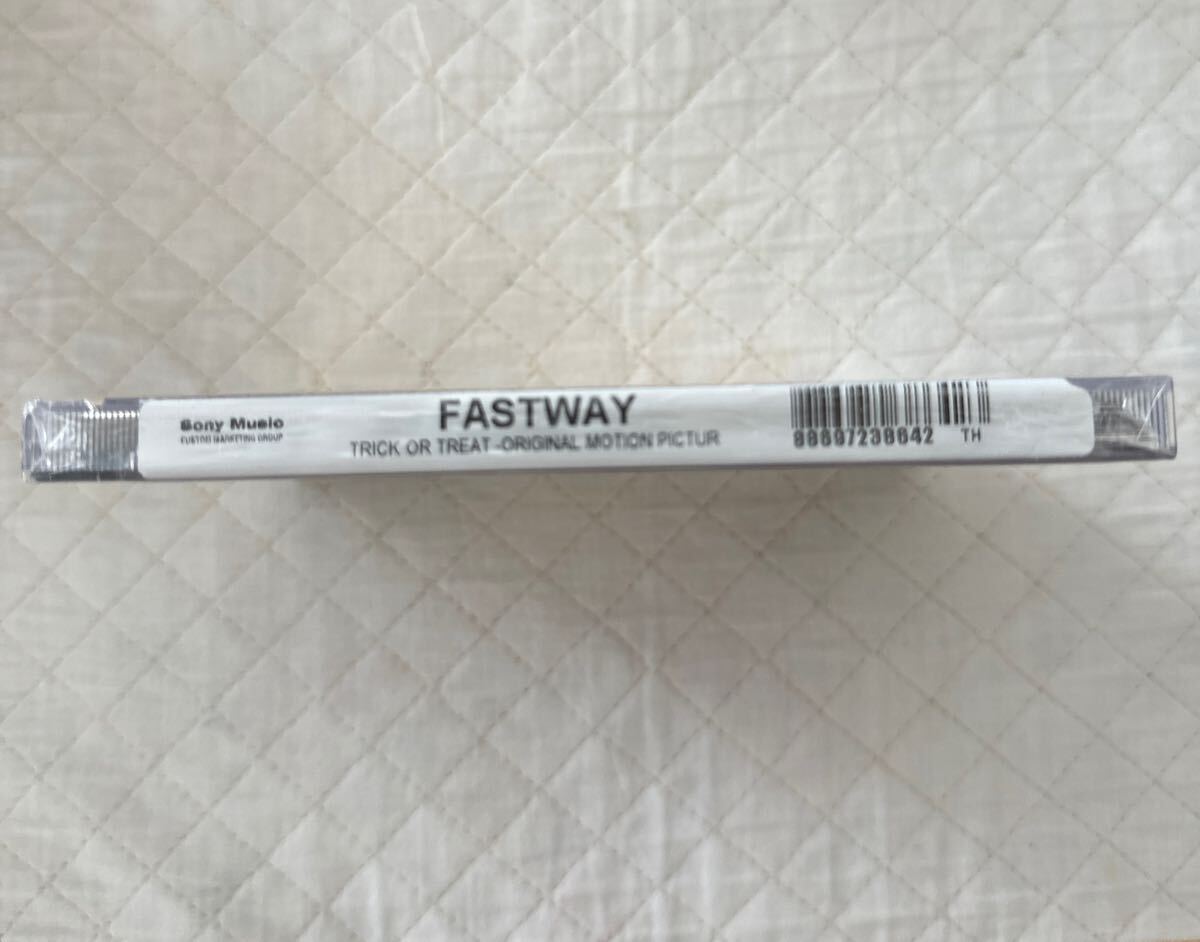 Sony Music
CUSTOM MARKETING GROUP
FASTWAY
TRICK OR TREAT -ORIGINAL MOTION PICTUR
88697238642 TH